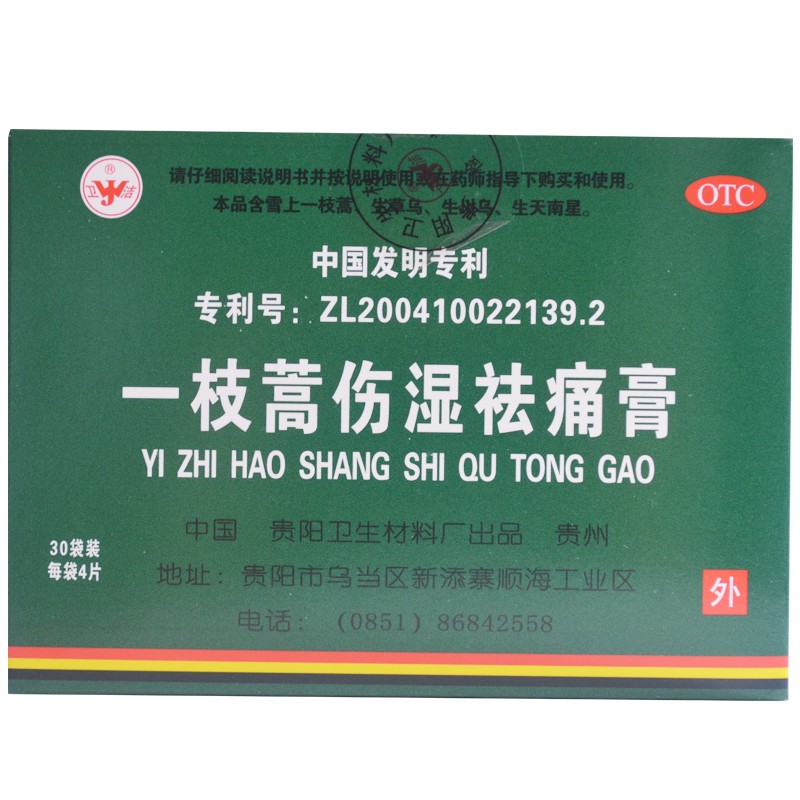 卫洁
®
请仔细阅读说明书并按说明使用或在药师指导下购买和使用。
本品含雪上一枝蒿、生草乌、生川乌、生天南星。
OTC
中国发明专利
专利号：ZL200410022139.2
一枝蒿伤湿祛痛膏
YI ZHI HAO SHANG SHI QU TONG GAO
中国 贵阳卫生材料厂出品 贵州
30袋装
每袋4片
地址：贵阳市乌当区新添寨顺海工业区
电话：(0851) 86842558
外